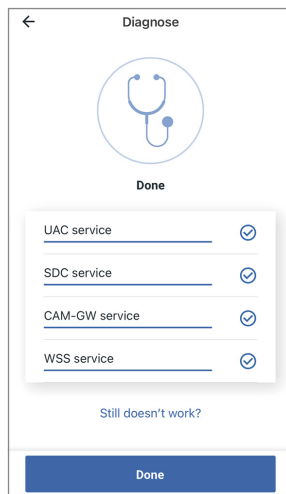 Diagnose
Done
UAC service
SDC service
CAM-GW service
WSS service
Still doesn’t work?
Done